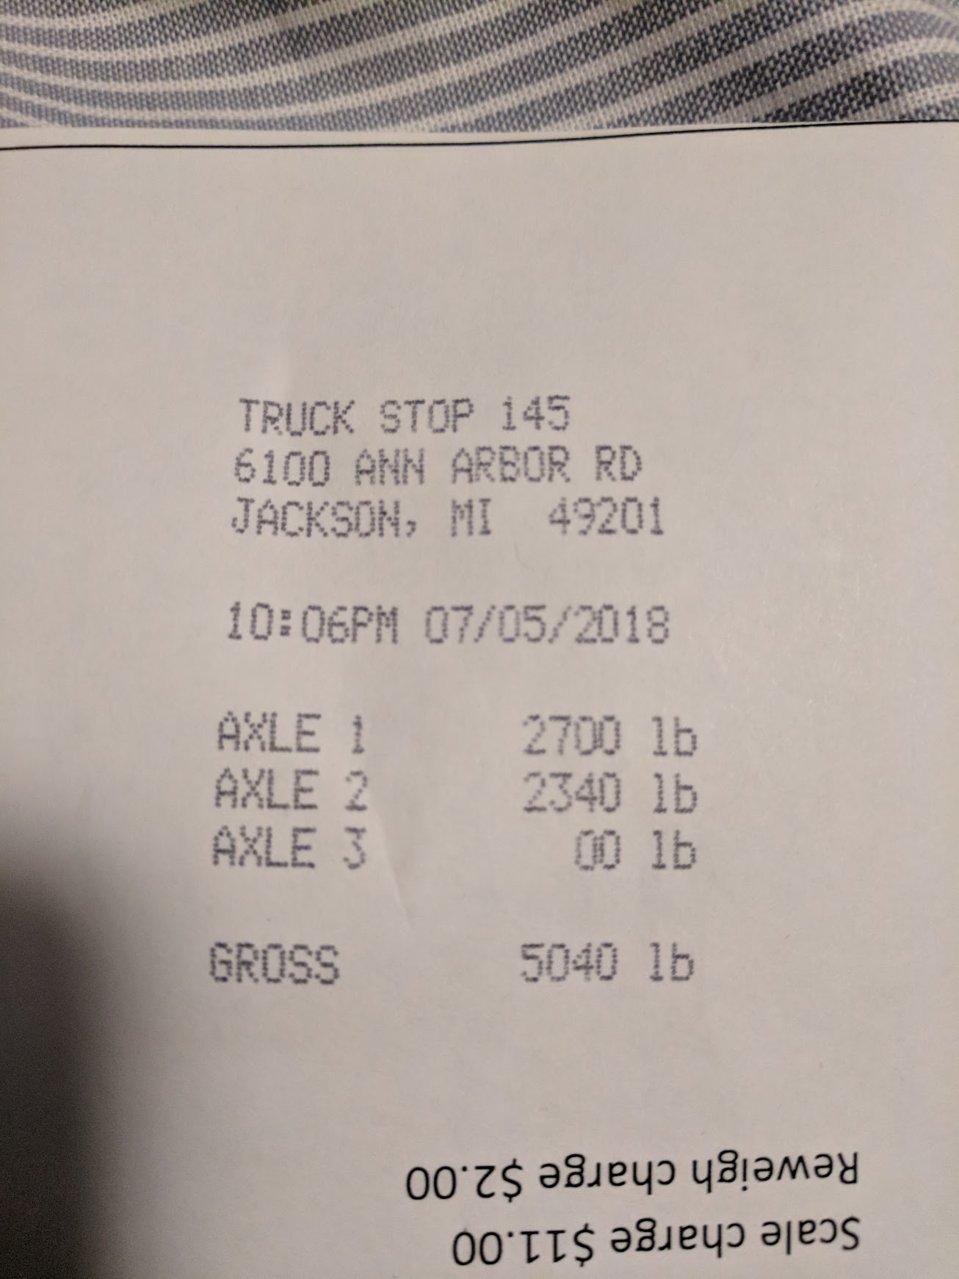 TRUCK STOP 145
6100 ANN ARBOR RD
JACKSON, MI 49201
10:06PM 07/05/2018
AXLE 1 2700 lb
AXLE 2 2340 lb
AXLE 3 00 lb
GROSS 5040 lb
Scale charge $11.00
Reweigh charge $2.00